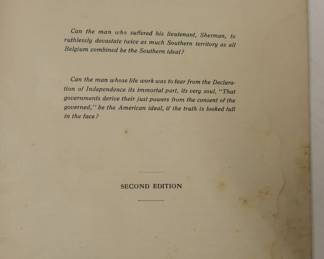 Can the man who suffered his lieutenant, Sherman, to
ruthlessly devastate twice as much Southern territory as all
Belgium combined be the Southern ideal?
Can the man whose life work was to tear from the Declara-
tion of Independence its immortal part, its very soul, "That
governments derive their just powers from the consent of the
governed," be the American ideal, if the truth is looked full
in the face?
SECOND EDITION